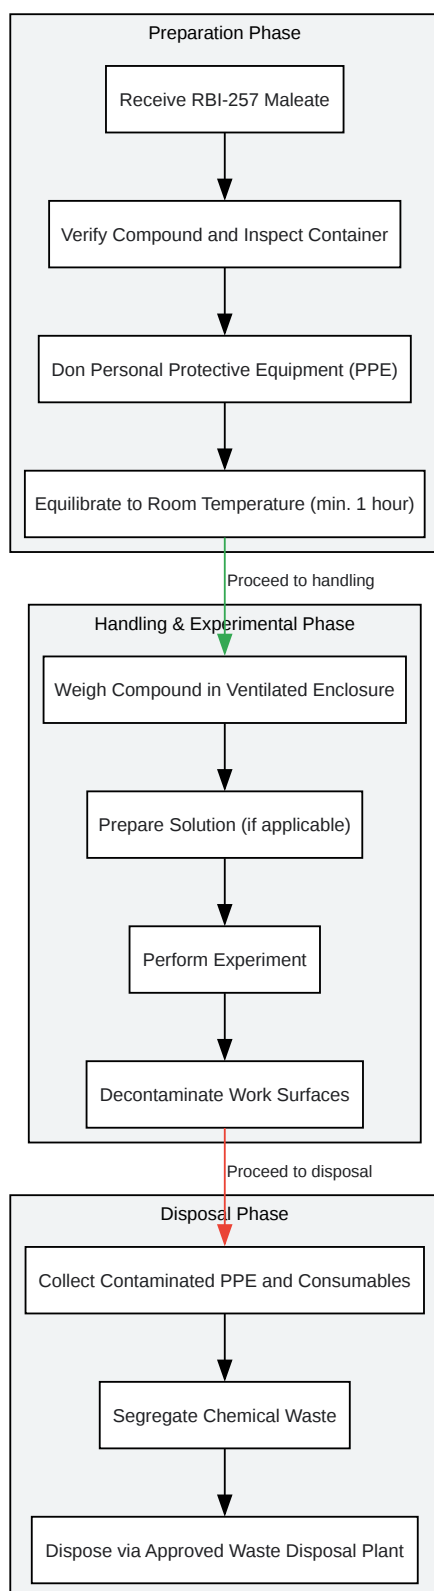 Preparation Phase
Receive RBI-257 Maleate
Verify Compound and Inspect Container
Don Personal Protective Equipment (PPE)
Equilibrate to Room Temperature (min. 1 hour)
Proceed to handling
Handling & Experimental Phase
Weigh Compound in Ventilated Enclosure
Prepare Solution (if applicable)
Perform Experiment
Decontaminate Work Surfaces
Proceed to disposal
Disposal Phase
Collect Contaminated PPE and Consumables
Segregate Chemical Waste
Dispose via Approved Waste Disposal Plant